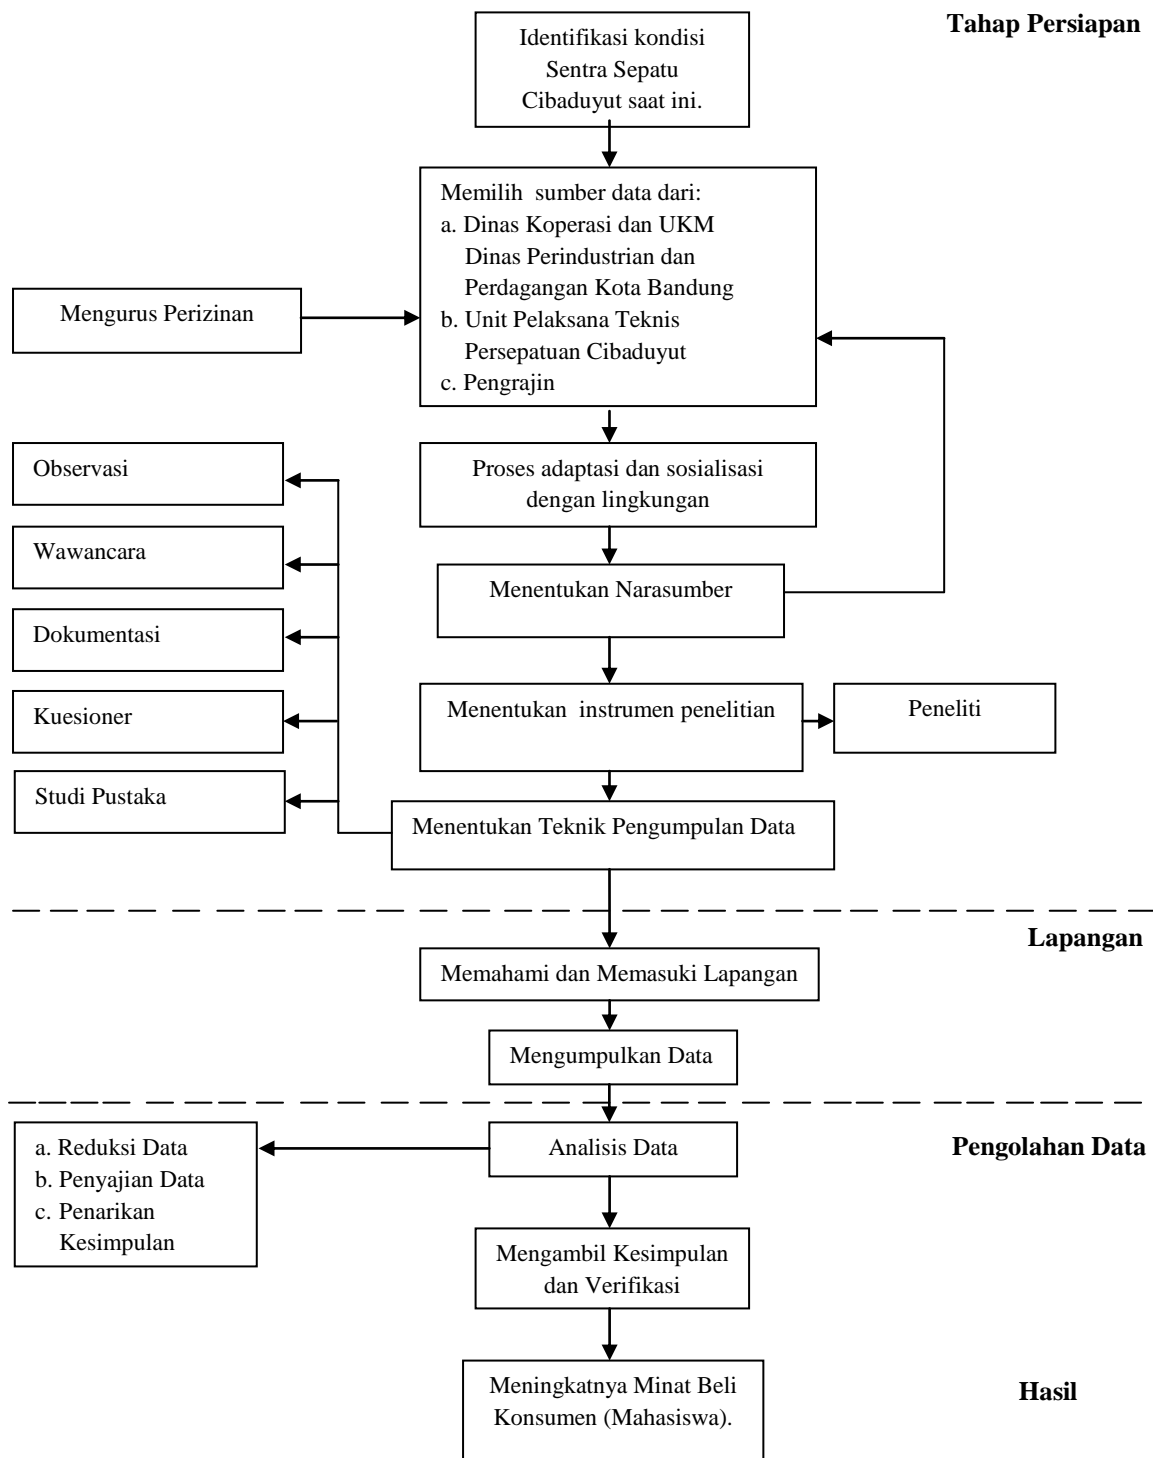 Tahap Persiapan
Identifikasi kondisi
Sentra Sepatu
Cibaduyut saat ini.
Memilih sumber data dari:
a. Dinas Koperasi dan UKM
Dinas Perindustrian dan
Perdagangan Kota Bandung
b. Unit Pelaksana Teknis
Persepatuan Cibaduyut
c. Pengrajin
Mengurus Perizinan
Proses adaptasi dan sosialisasi
dengan lingkungan
Menentukan Narasumber
Menentukan instrumen penelitian
Peneliti
Menentukan Teknik Pengumpulan Data
Observasi
Wawancara
Dokumentasi
Kuesioner
Studi Pustaka
Lapangan
Memahami dan Memasuki Lapangan
Mengumpulkan Data
Pengolahan Data
Analisis Data
a. Reduksi Data
b. Penyajian Data
c. Penarikan
Kesimpulan
Mengambil Kesimpulan
dan Verifikasi
Hasil
Meningkatnya Minat Beli
Konsumen (Mahasiswa).